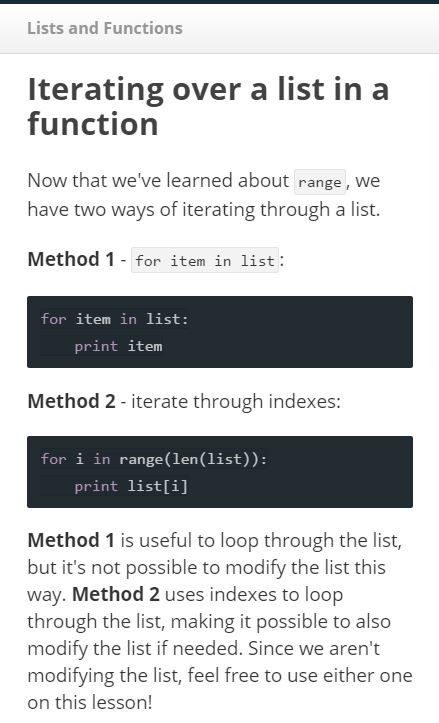 Lists and Functions
Iterating over a list in a
function
Now that we've learned about range, we
have two ways of iterating through a list.
Method 1 - for item in list:
for item in list:
    print item
Method 2 - iterate through indexes:
for i in range(len(list)):
    print list[i]
Method 1 is useful to loop through the list,
but it's not possible to modify the list this
way. Method 2 uses indexes to loop
through the list, making it possible to also
modify the list if needed. Since we aren't
modifying the list, feel free to use either one
on this lesson!